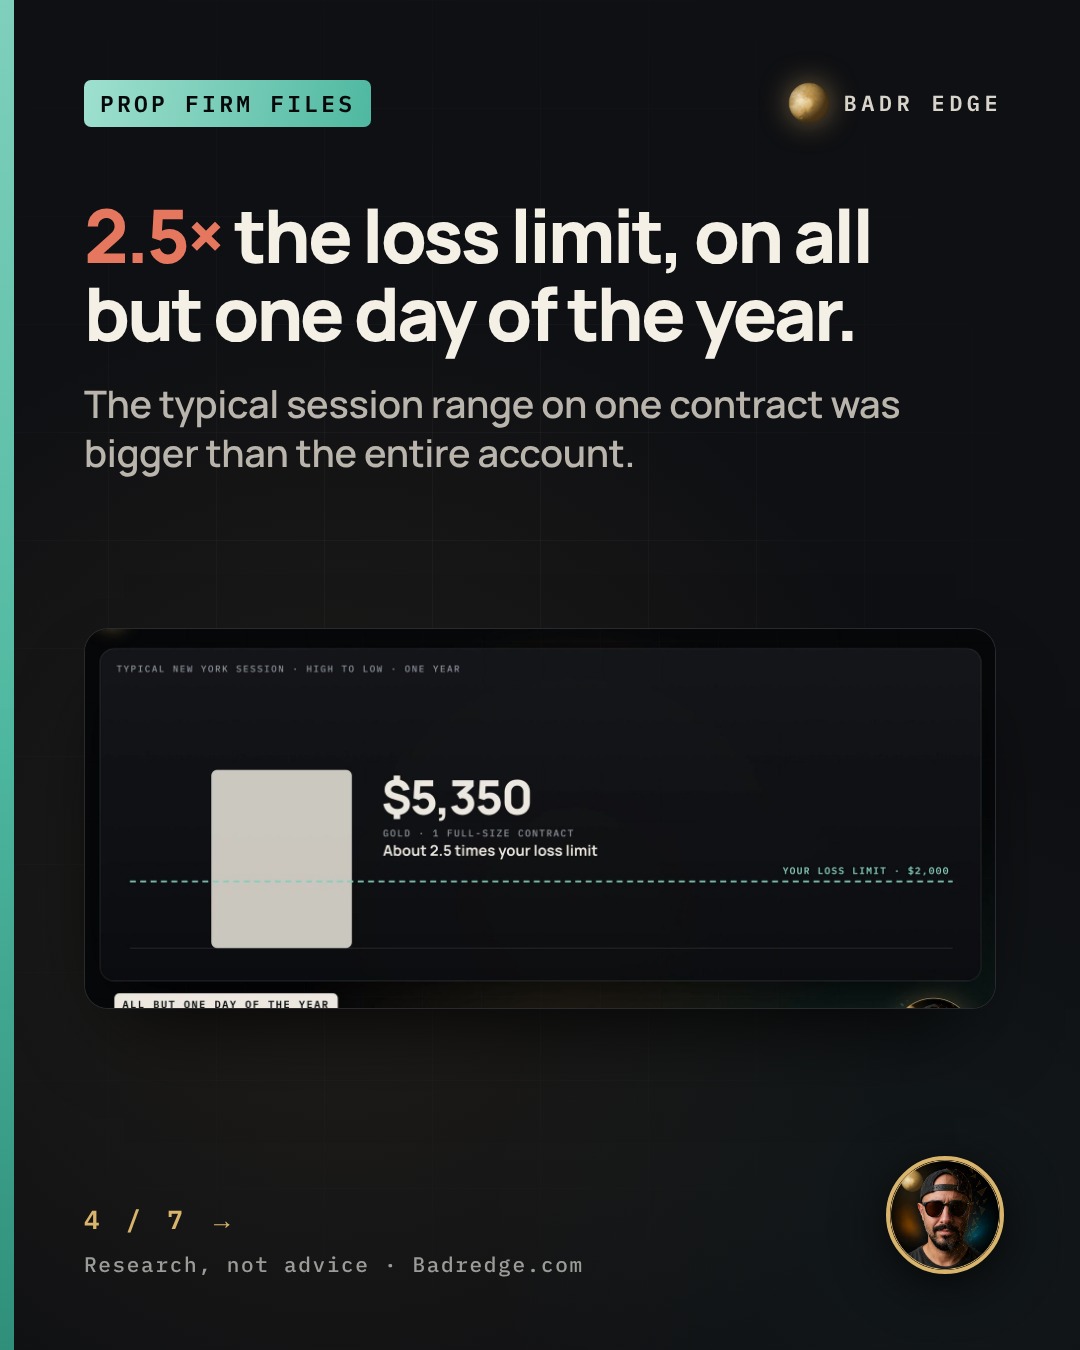 PROP FIRM FILES
BADR EDGE
2.5× the loss limit, on all
but one day of the year.
The typical session range on one contract was
bigger than the entire account.
TYPICAL NEW YORK SESSION · HIGH TO LOW · ONE YEAR
$5,350
GOLD · 1 FULL-SIZE CONTRACT
About 2.5 times your loss limit
YOUR LOSS LIMIT · $2,000
ALL BUT ONE DAY OF THE YEAR
4 / 7 →
Research, not advice · Badredge.com